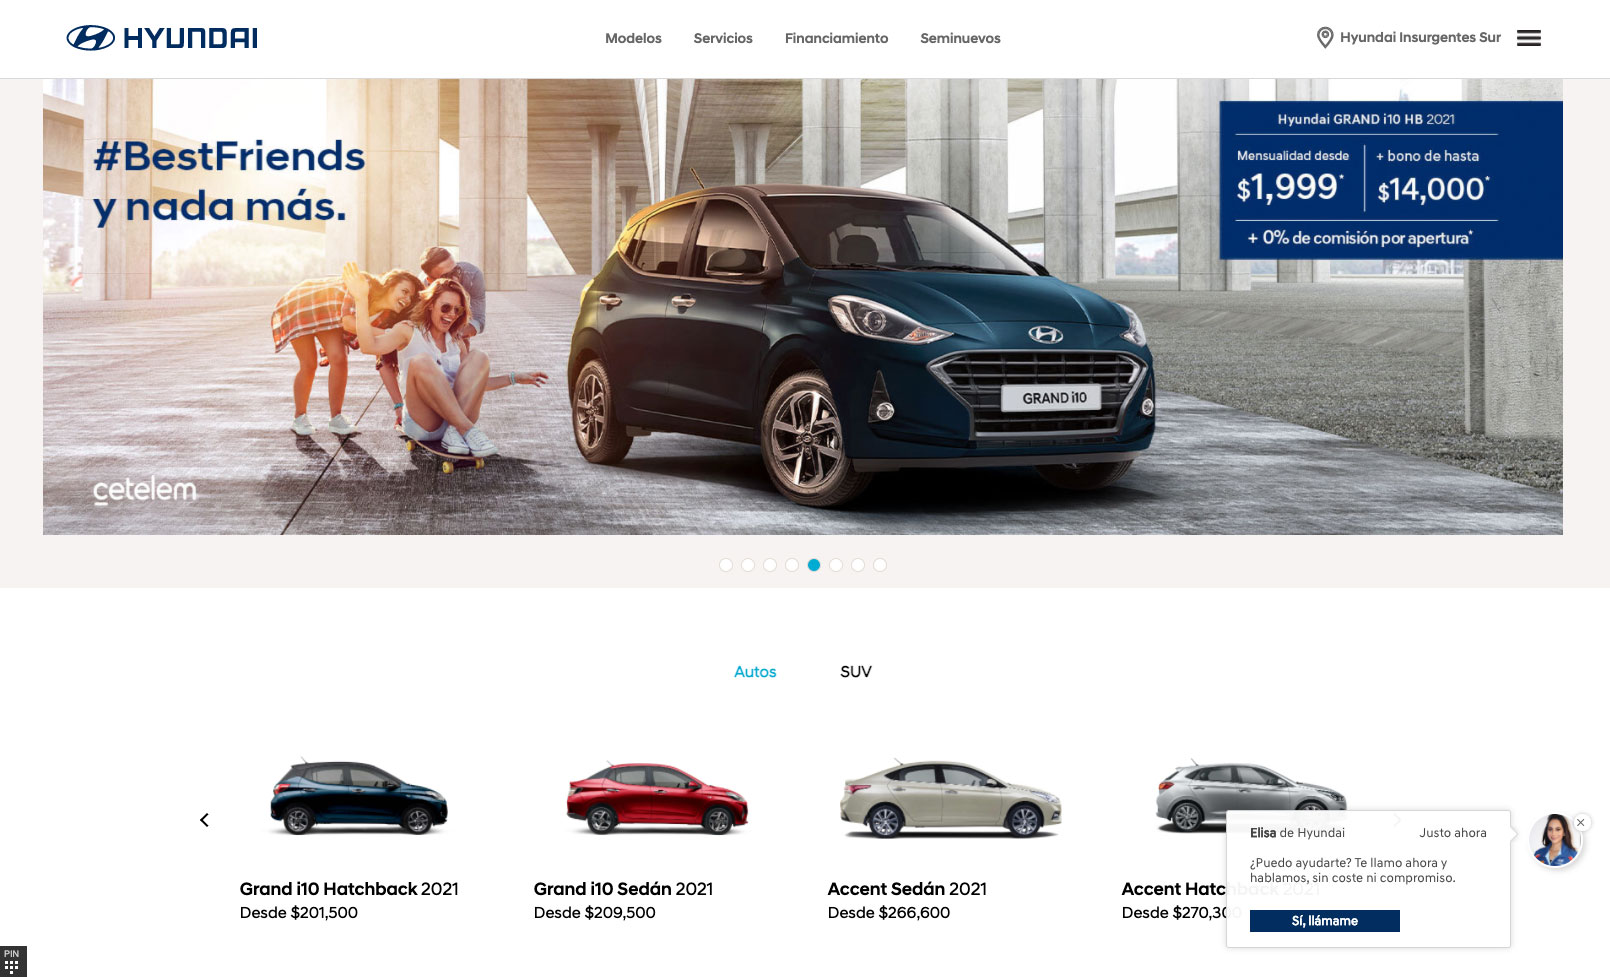 HYUNDAI
Modelos
Servicios
Financiamiento
Seminuevos
Hyundai Insurgentes Sur
#BestFriends
y nada más.
Hyundai GRAND i10 HB 2021
Mensualidad desde
$1,999*
+ bono de hasta
$14,000*
+ 0% de comisión por apertura*
GRAND i10
cetelem
Autos
SUV
Grand i10 Hatchback 2021
Desde $201,500
Grand i10 Sedán 2021
Desde $209,500
Accent Sedán 2021
Desde $266,600
Accent Hatchback 2021
Desde $270,300
Elisa de Hyundai
Justo ahora
¿Puedo ayudarte? Te llamo ahora y
hablamos, sin coste ni compromiso.
Sí, llámame
PIN